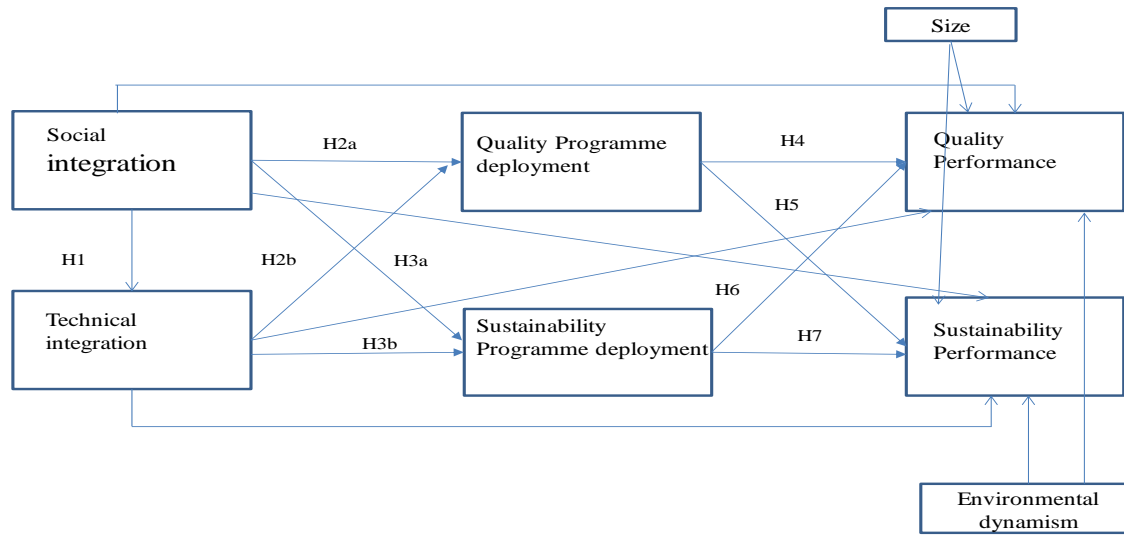 Size
Social
integration
H2a
Quality Programme
deployment
H4
Quality
Performance
H5
H1
H2b
H3a
H6
Technical
integration
H3b
Sustainability
Programme deployment
H7
Sustainability
Performance
Environmental
dynamism